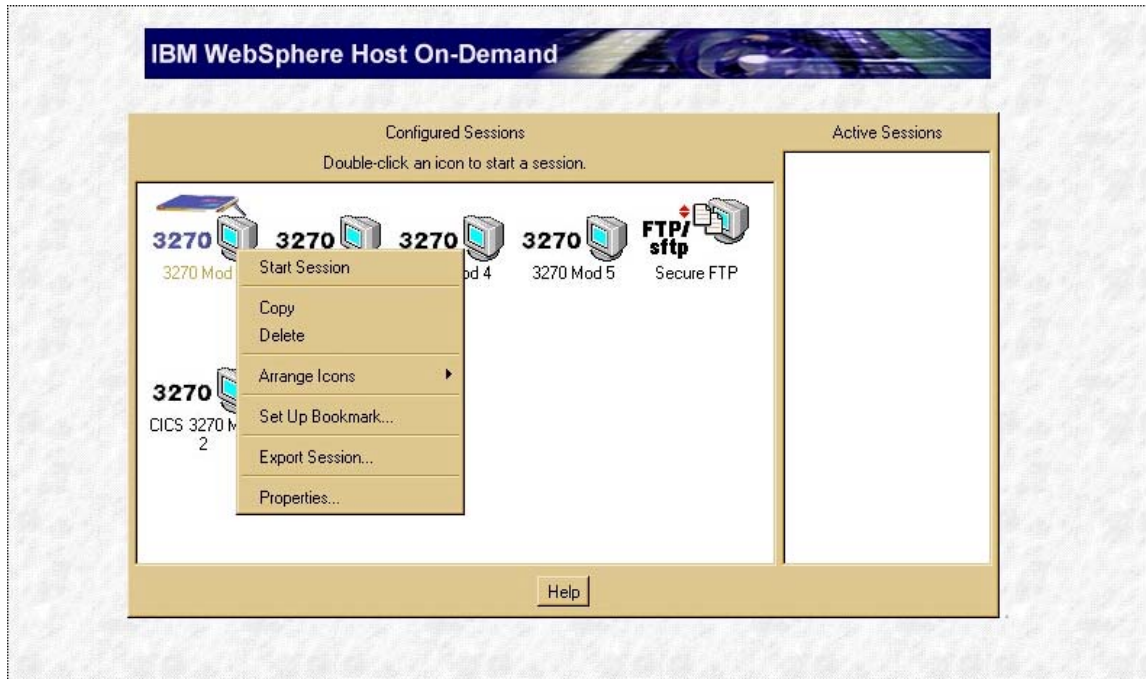 IBM WebSphere Host On-Demand
Configured Sessions
Active Sessions
Double-click an icon to start a session.
3270
3270
3270
3270
FTP/
sftp
3270 Mod
od 4
3270 Mod 5
Secure FTP
Start Session
Copy
Delete
Arrange Icons
Set Up Bookmark...
Export Session...
Properties...
3270
CICS 3270 M
2
Help